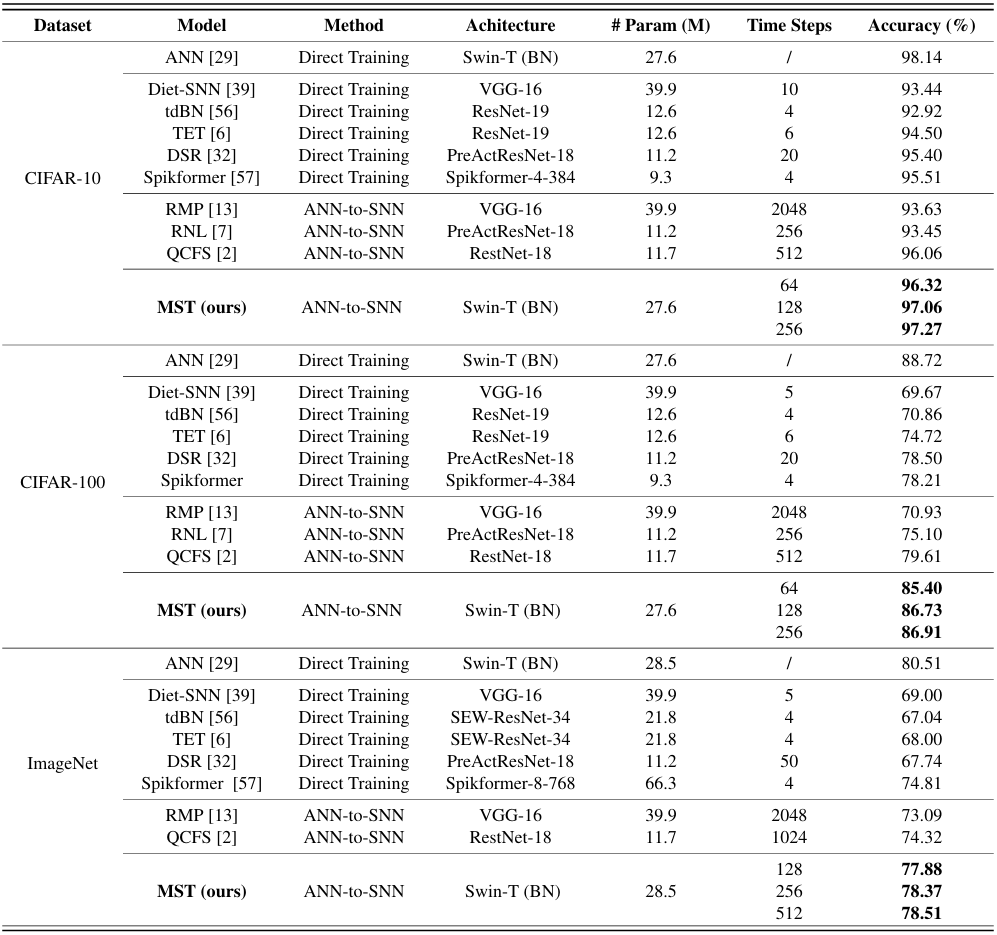 Dataset Model Method Achitecture # Param (M) Time Steps Accuracy (%)
ANN [29] Direct Training Swin-T (BN) 27.6 / 98.14
Diet-SNN [39] Direct Training VGG-16 39.9 10 93.44
tdBN [56] Direct Training ResNet-19 12.6 4 92.92
TET [6] Direct Training ResNet-19 12.6 6 94.50
DSR [32] Direct Training PreActResNet-18 11.2 20 95.40
CIFAR-10 Spikformer [57] Direct Training Spikformer-4-384 9.3 4 95.51
RMP [13] ANN-to-SNN VGG-16 39.9 2048 93.63
RNL [7] ANN-to-SNN PreActResNet-18 11.2 256 93.45
QCFS [2] ANN-to-SNN RestNet-18 11.7 512 96.06
64 96.32
MST (ours) ANN-to-SNN Swin-T (BN) 27.6 128 97.06
256 97.27
ANN [29] Direct Training Swin-T (BN) 27.6 / 88.72
Diet-SNN [39] Direct Training VGG-16 39.9 5 69.67
tdBN [56] Direct Training ResNet-19 12.6 4 70.86
TET [6] Direct Training ResNet-19 12.6 6 74.72
DSR [32] Direct Training PreActResNet-18 11.2 20 78.50
CIFAR-100 Spikformer Direct Training Spikformer-4-384 9.3 4 78.21
RMP [13] ANN-to-SNN VGG-16 39.9 2048 70.93
RNL [7] ANN-to-SNN PreActResNet-18 11.2 256 75.10
QCFS [2] ANN-to-SNN RestNet-18 11.7 512 79.61
64 85.40
MST (ours) ANN-to-SNN Swin-T (BN) 27.6 128 86.73
256 86.91
ANN [29] Direct Training Swin-T (BN) 28.5 / 80.51
Diet-SNN [39] Direct Training VGG-16 39.9 5 69.00
tdBN [56] Direct Training SEW-ResNet-34 21.8 4 67.04
TET [6] Direct Training SEW-ResNet-34 21.8 4 68.00
ImageNet DSR [32] Direct Training PreActResNet-18 11.2 50 67.74
Spikformer [57] Direct Training Spikformer-8-768 66.3 4 74.81
RMP [13] ANN-to-SNN VGG-16 39.9 2048 73.09
QCFS [2] ANN-to-SNN RestNet-18 11.7 1024 74.32
128 77.88
MST (ours) ANN-to-SNN Swin-T (BN) 28.5 256 78.37
512 78.51